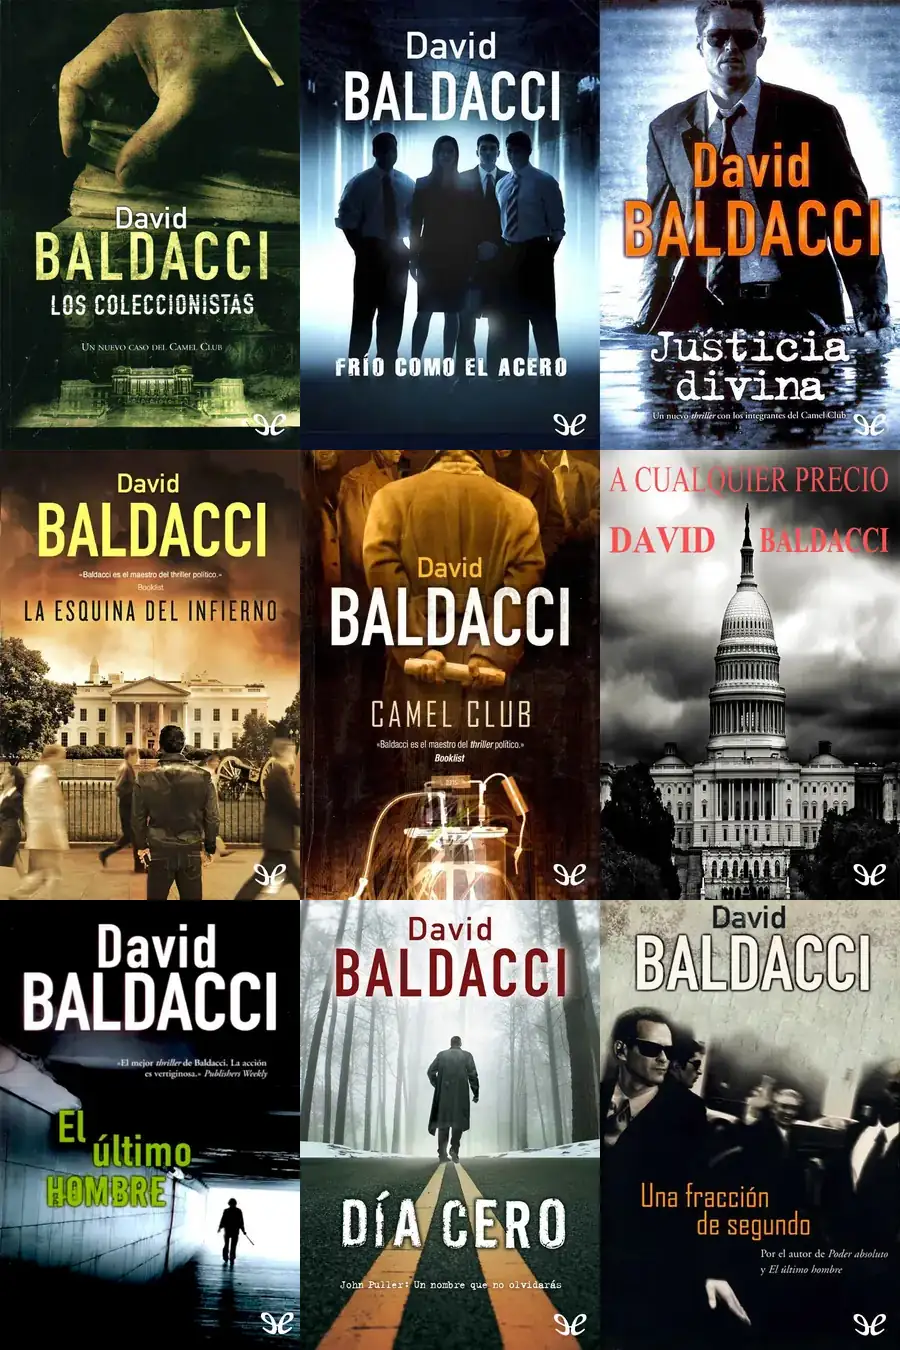 David
BALDACCI
LOS COLECCIONISTAS
UN NUEVO CASO DEL CAMEL CLUB
David
BALDACCI
FRÍO COMO EL ACERO
David
BALDACCI
Justicia
divina
Un nuevo thriller con los integrantes del Camel Club
David
BALDACCI
«Baldacci es el maestro del thriller político.»
Booklist
LA ESQUINA DEL INFIERNO
David
BALDACCI
CAMEL CLUB
«Baldacci es el maestro del thriller político.»
Booklist
A CUALQUIER PRECIO
DAVID BALDACCI
David
BALDACCI
«El mejor thriller de Baldacci. La acción
es vertiginosa.» Publishers Weekly
El
último
HOMBRE
David
BALDACCI
DÍA CERO
John Puller: Un nombre que no olvidarás
David
BALDACCI
Una fracción
de segundo
Por el autor de Poder absoluto
y El último hombre